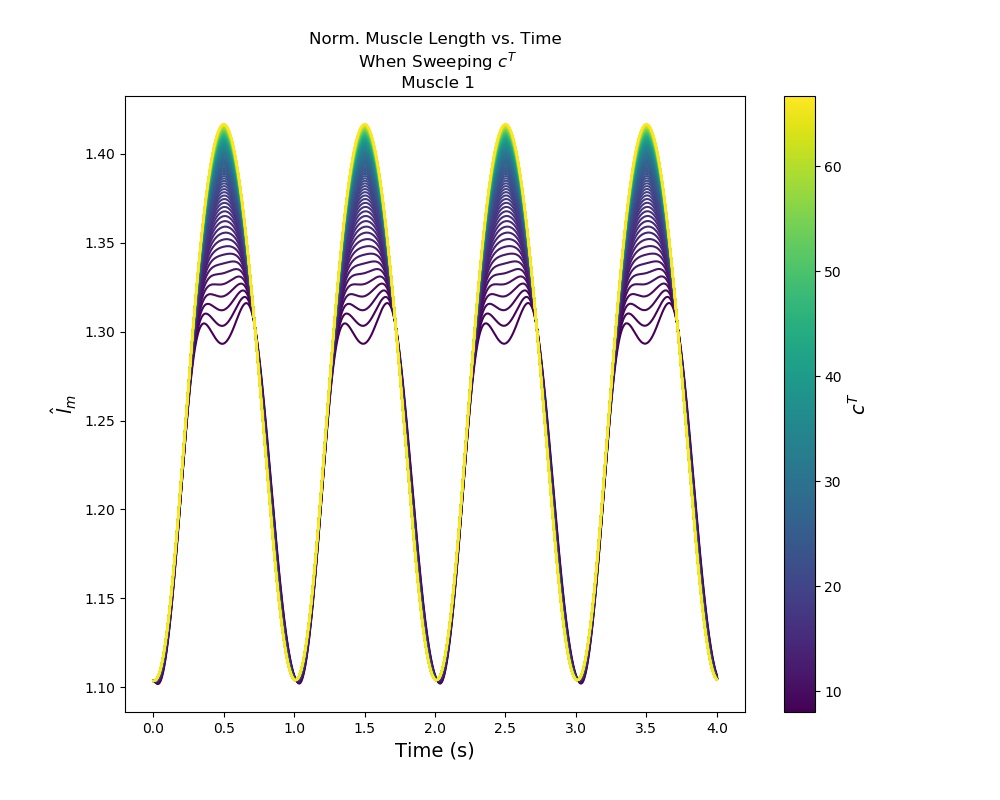 Norm. Muscle Length vs. Time
When Sweeping $c^T$
Muscle 1
1.40
1.35
1.30
1.25
1.20
1.15
1.10
$\hat{l}_m$
0.0 0.5 1.0 1.5 2.0 2.5 3.0 3.5 4.0
Time (s)
60
50
40
30
20
10
$c^T$